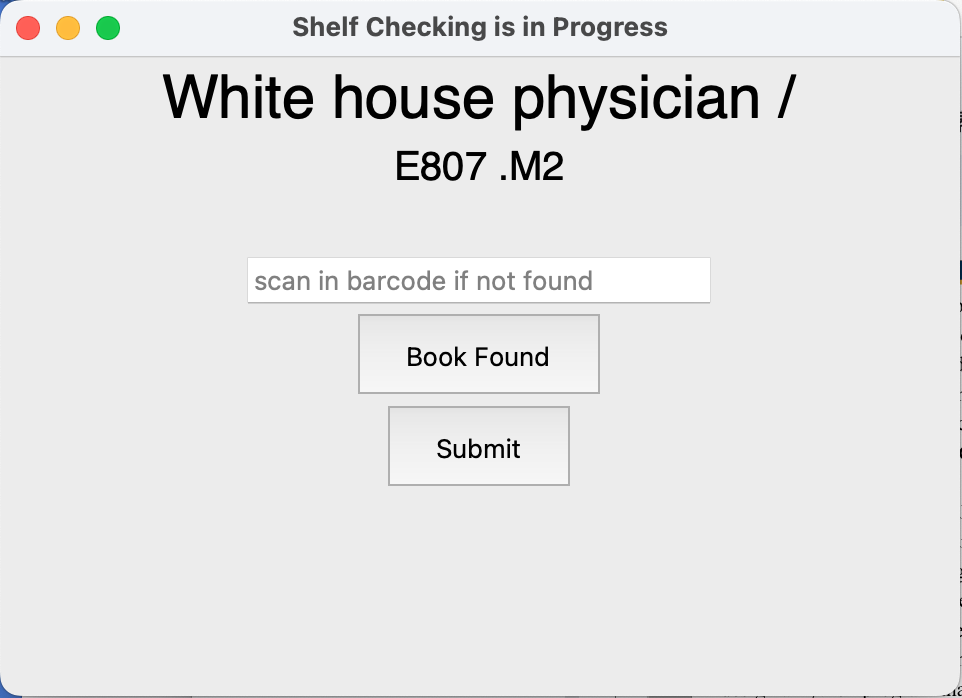 Shelf Checking is in Progress
White house physician /
E807 .M2
scan in barcode if not found
Book Found
Submit